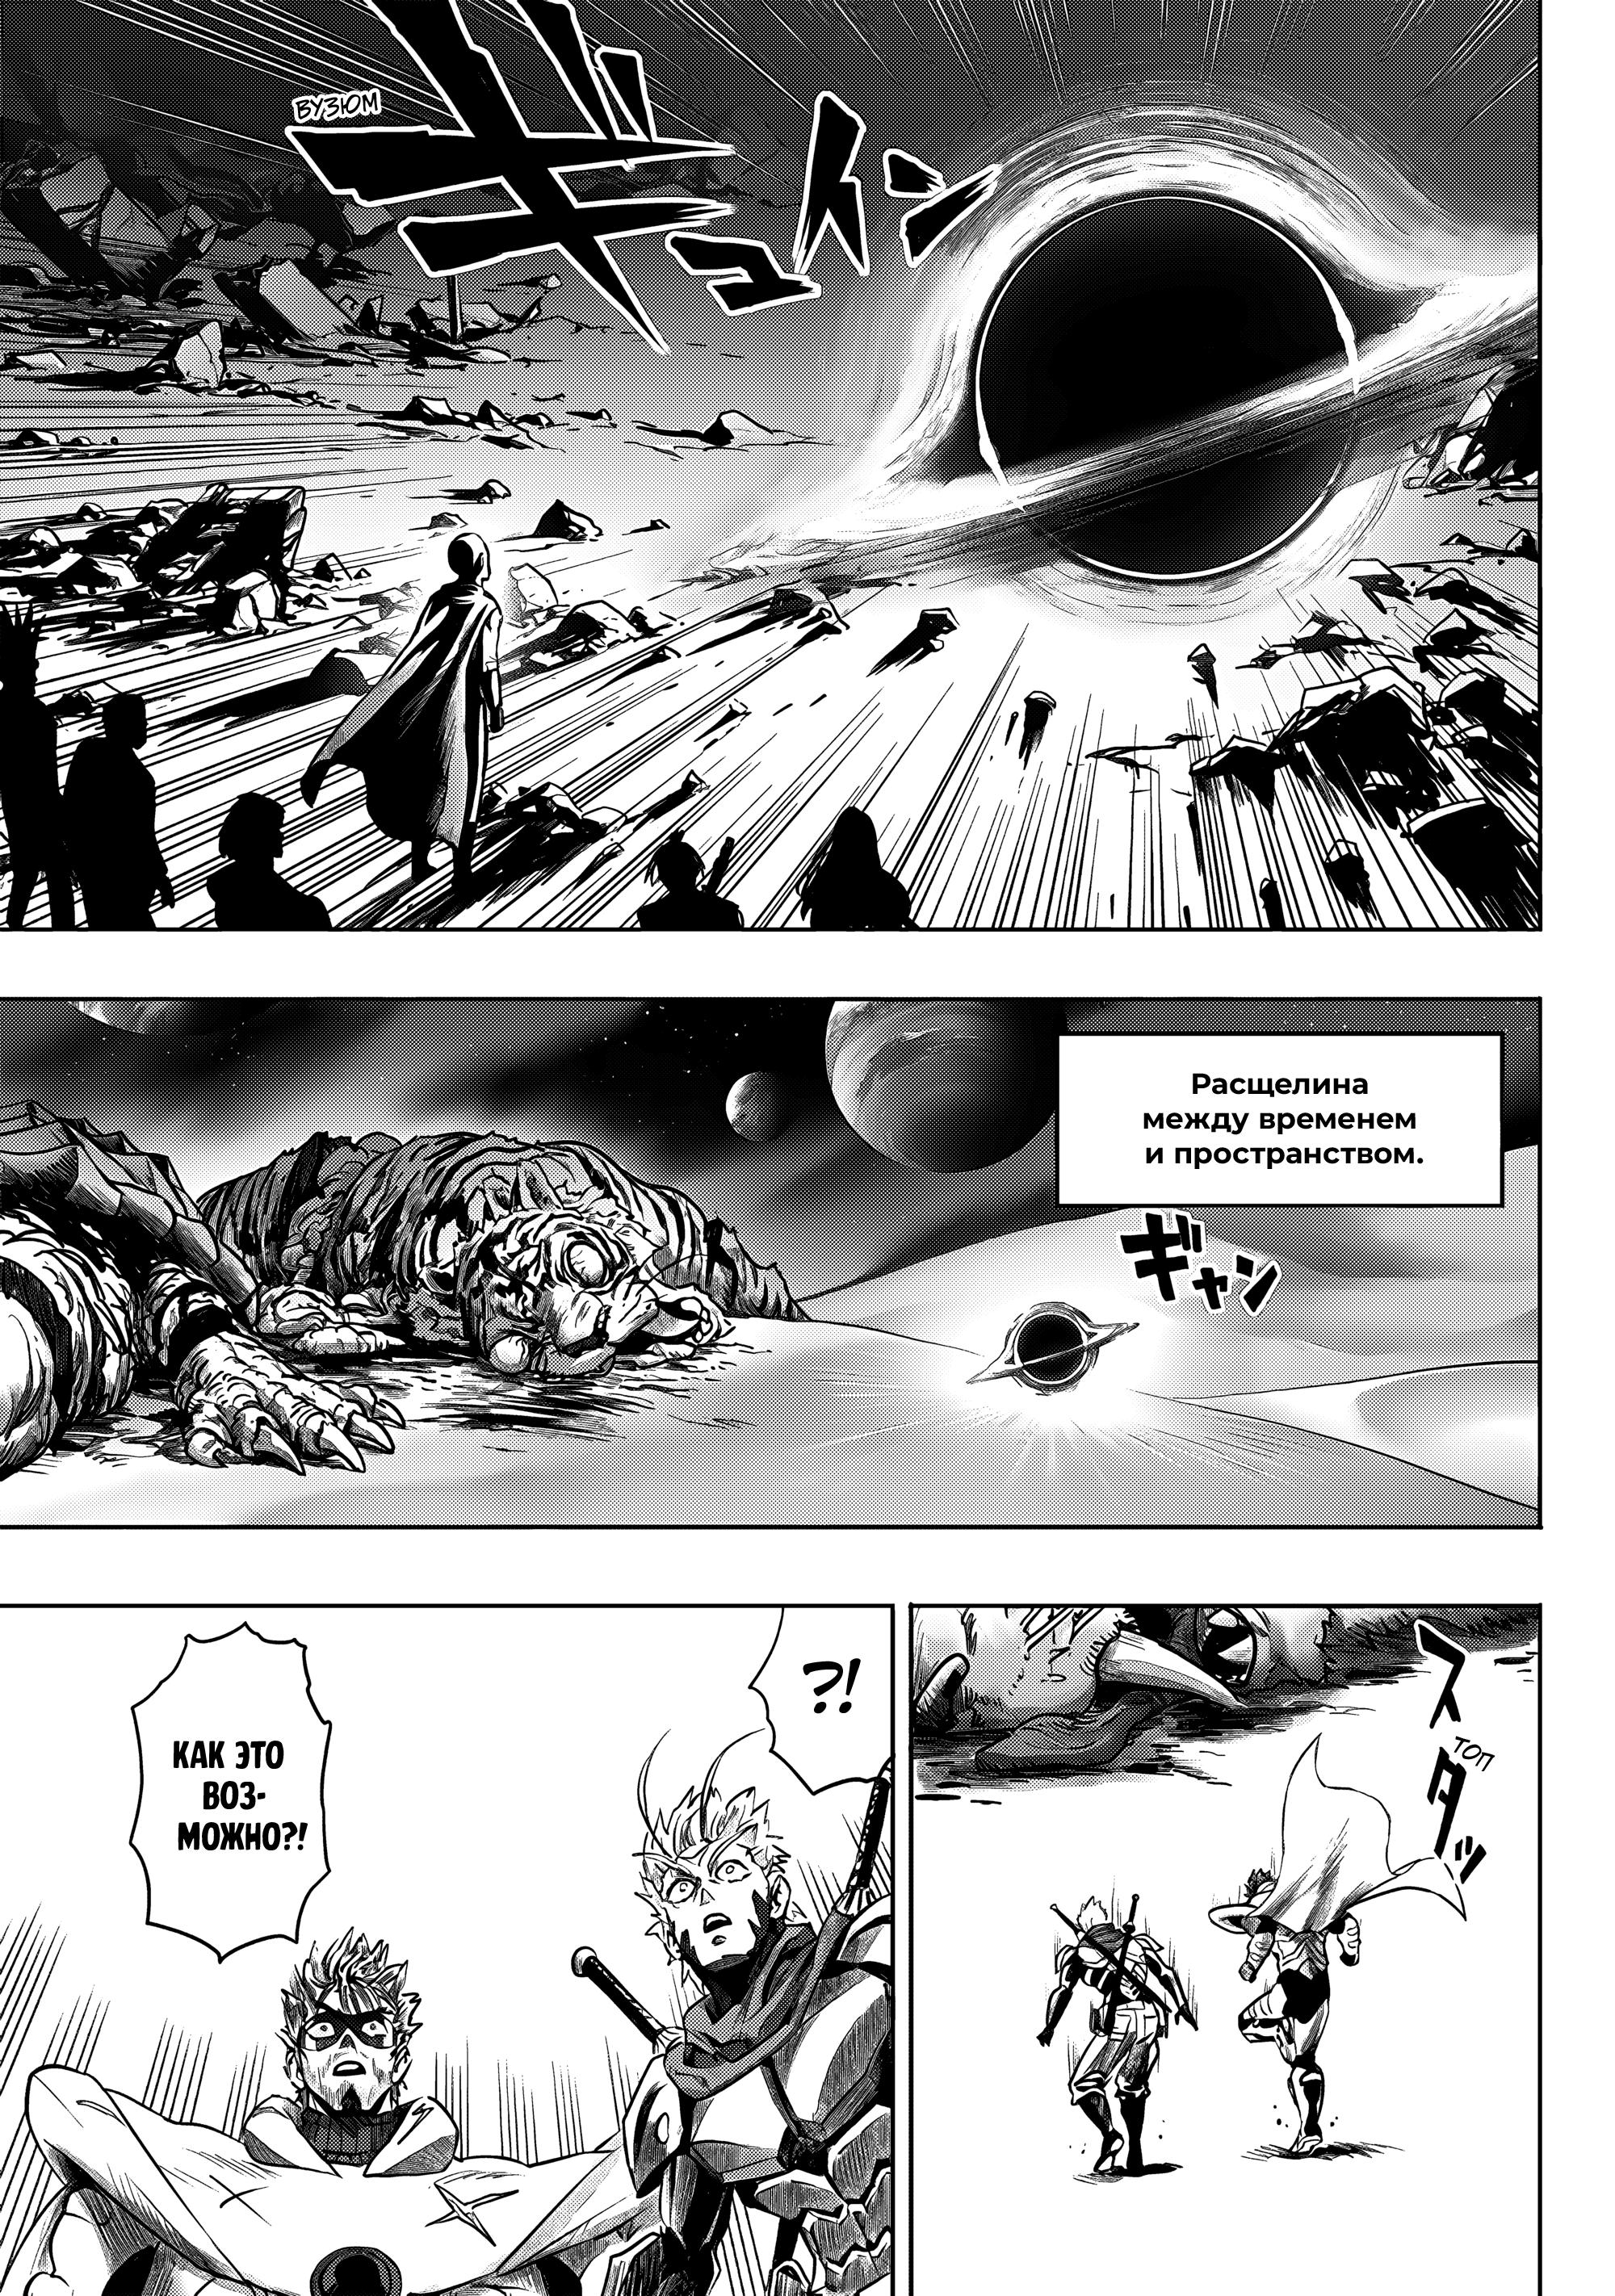 ВУЗЮМ
ギュイン
Расщелина
между временем
и пространством.
ギャン
スタッ
ТОП
?!
КАК ЭТО
ВОЗ-
МОЖНО?!